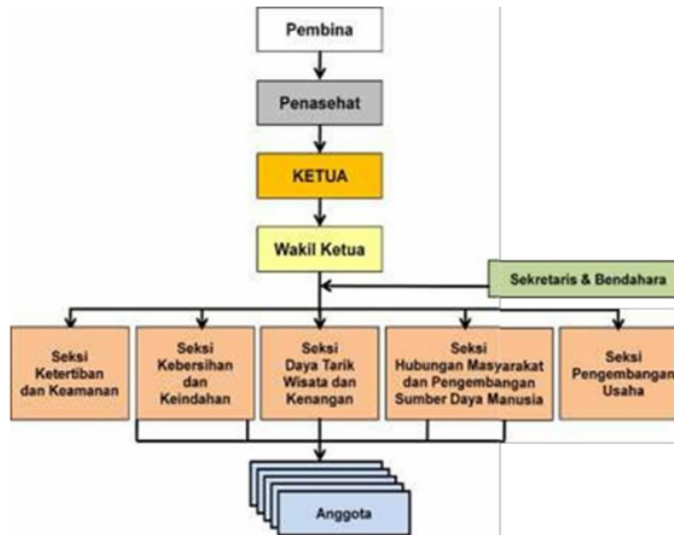 Pembina
Penasehat
KETUA
Wakil Ketua
Sekretaris & Bendahara
Seksi
Ketertiban
dan Keamanan
Seksi
Kebersihan
dan
Keindahan
Seksi
Daya Tarik
Wisata dan
Kenangan
Seksi
Hubungan Masyarakat
dan Pengembangan
Sumber Daya Manusia
Seksi
Pengembangan
Usaha
Anggota